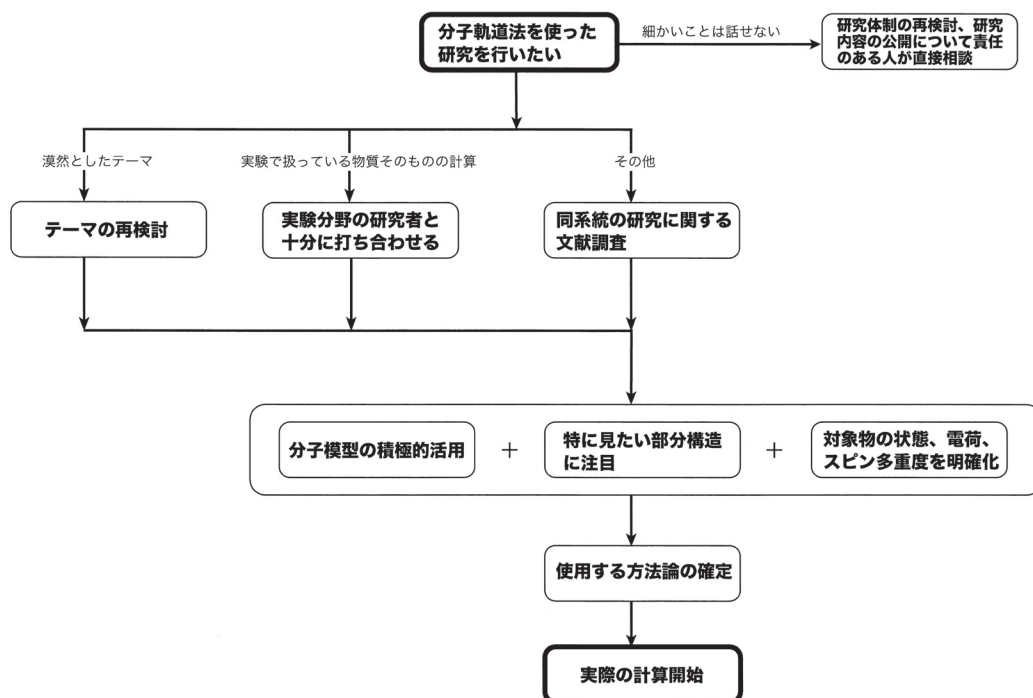 分子軌道法を使った
研究を行いたい
細かいことは話せない
研究体制の再検討、研究
内容の公開について責任
のある人が直接相談
漠然としたテーマ
実験で扱っている物質そのものの計算
その他
テーマの再検討
実験分野の研究者と
十分に打ち合わせる
同系統の研究に関する
文献調査
分子模型の積極的活用
+
特に見たい部分構造
に注目
+
対象物の状態、電荷、
スピン多重度を明確化
使用する方法論の確定
実際の計算開始